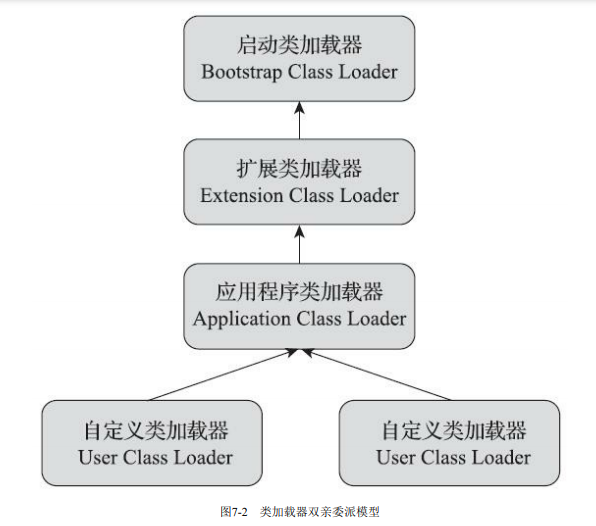 启动类加载器
Bootstrap Class Loader
扩展类加载器
Extension Class Loader
应用程序类加载器
Application Class Loader
自定义类加载器
User Class Loader
自定义类加载器
User Class Loader
图7-2 类加载器双亲委派模型